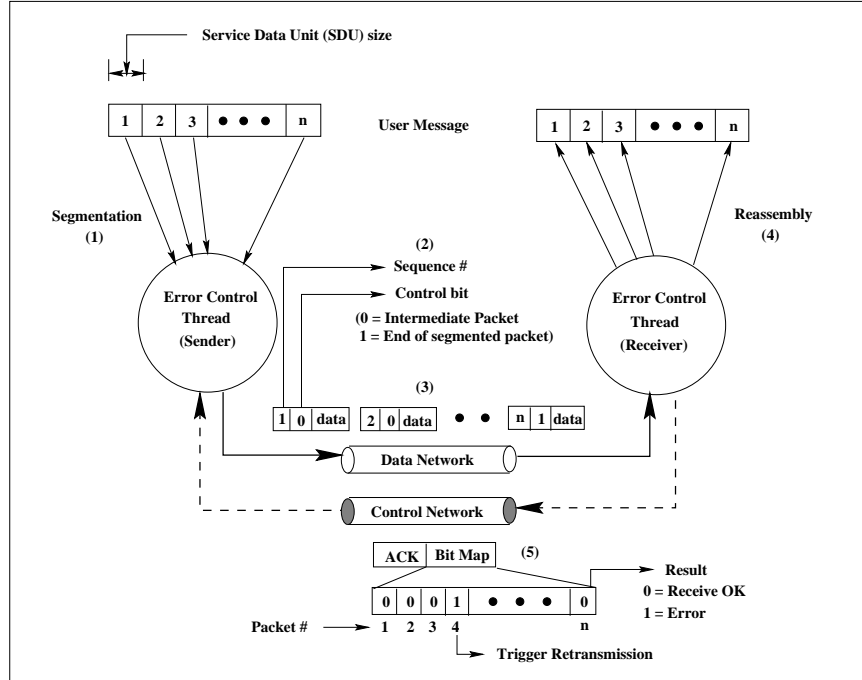 Service Data Unit (SDU) size
1 2 3 ● ● ● n
User Message
1 2 3 ● ● ● n
Segmentation
(1)
Reassembly
(4)
(2)
Sequence #
Control bit
(0 = Intermediate Packet
1 = End of segmented packet)
Error Control
Thread
(Sender)
Error Control
Thread
(Receiver)
(3)
1 0 data 2 0 data ● ● n 1 data
Data Network
Control Network
ACK Bit Map
(5)
Result
0 = Receive OK
1 = Error
0 0 0 1 ● ● ● 0
Packet # 1 2 3 4 n
Trigger Retransmission